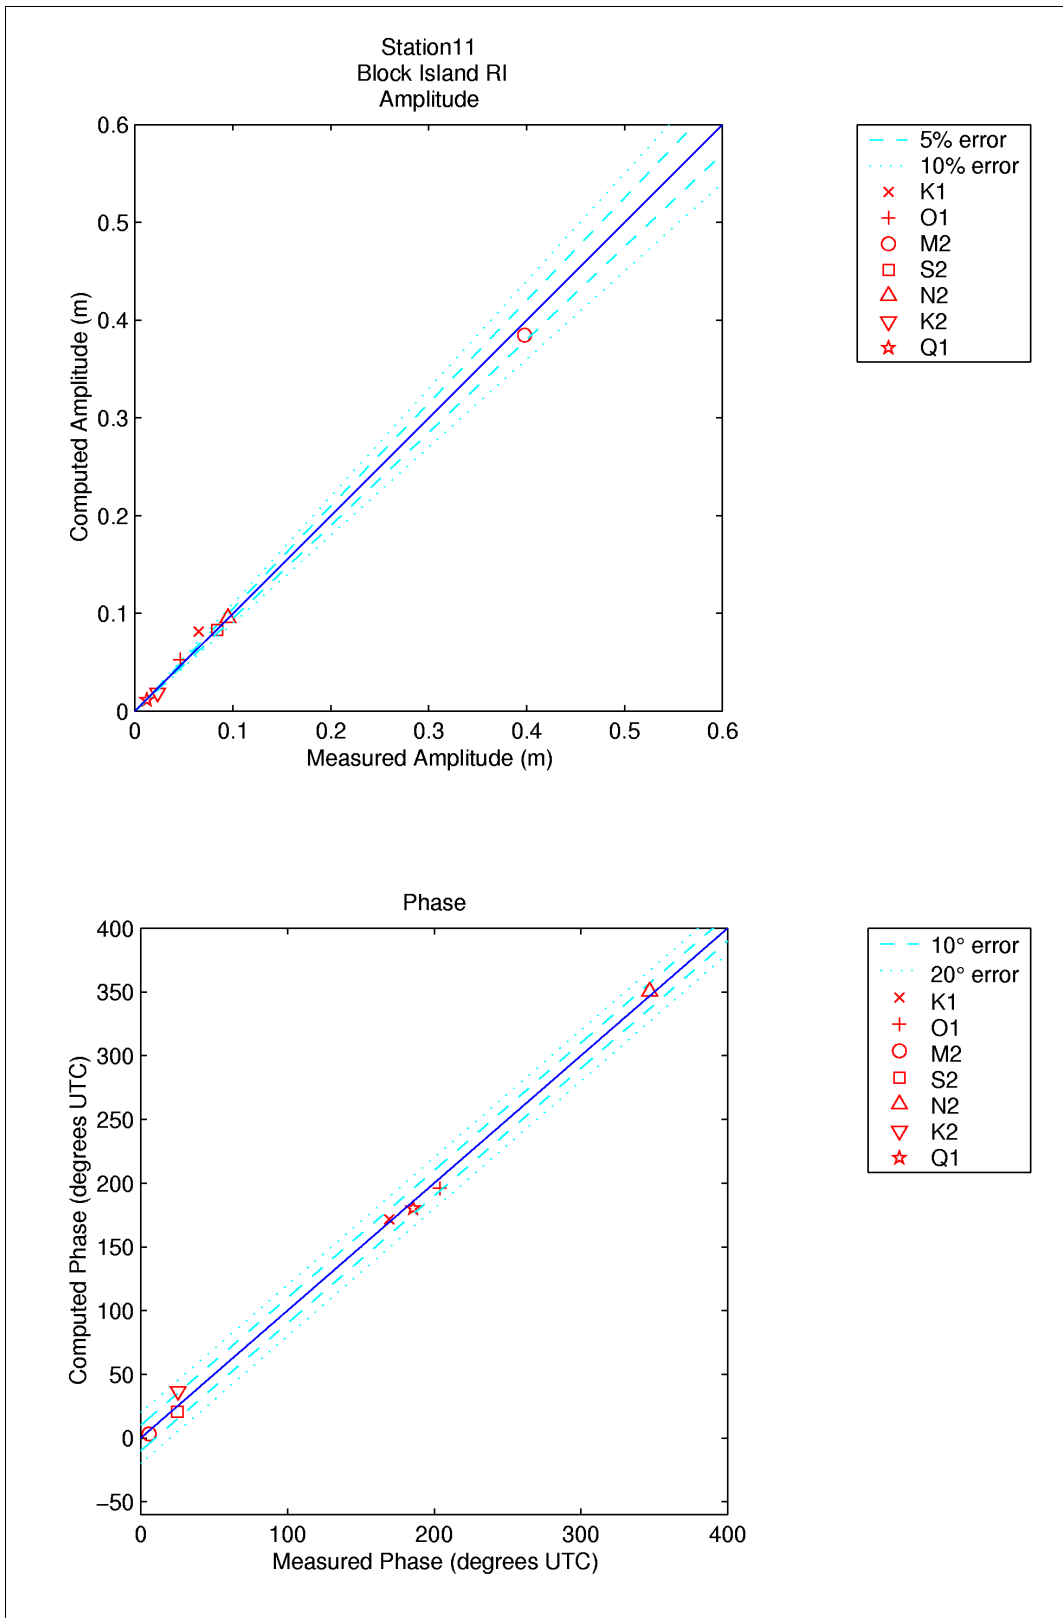 Station11
Block Island RI
Amplitude
0.6
0.5
0.4
0.3
0.2
0.1
0
Computed Amplitude (m)
0 0.1 0.2 0.3 0.4 0.5 0.6
Measured Amplitude (m)
5% error
10% error
K1
O1
M2
S2
N2
K2
Q1
Phase
400
350
300
250
200
150
100
50
0
−50
Computed Phase (degrees UTC)
0 100 200 300 400
Measured Phase (degrees UTC)
10° error
20° error
K1
O1
M2
S2
N2
K2
Q1